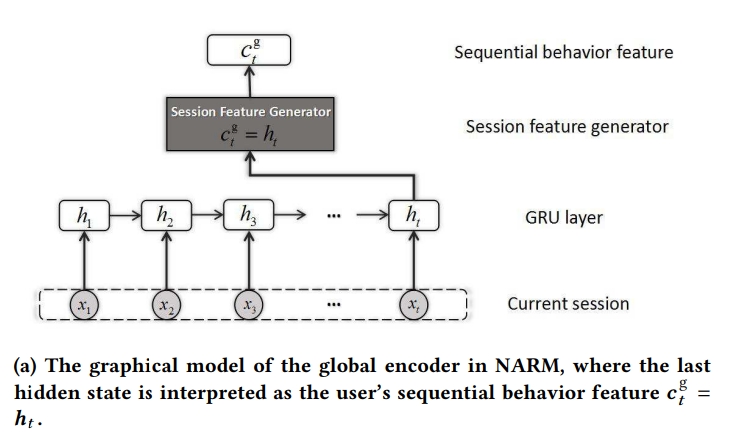 c_t^g
Sequential behavior feature
Session Feature Generator
c_t^g = h_t
Session feature generator
h_1 h_2 h_3 ... h_t
GRU layer
x_1 x_2 x_3 ... x_t
Current session
(a) The graphical model of the global encoder in NARM, where the last
hidden state is interpreted as the user's sequential behavior feature c_t^g =
h_t.